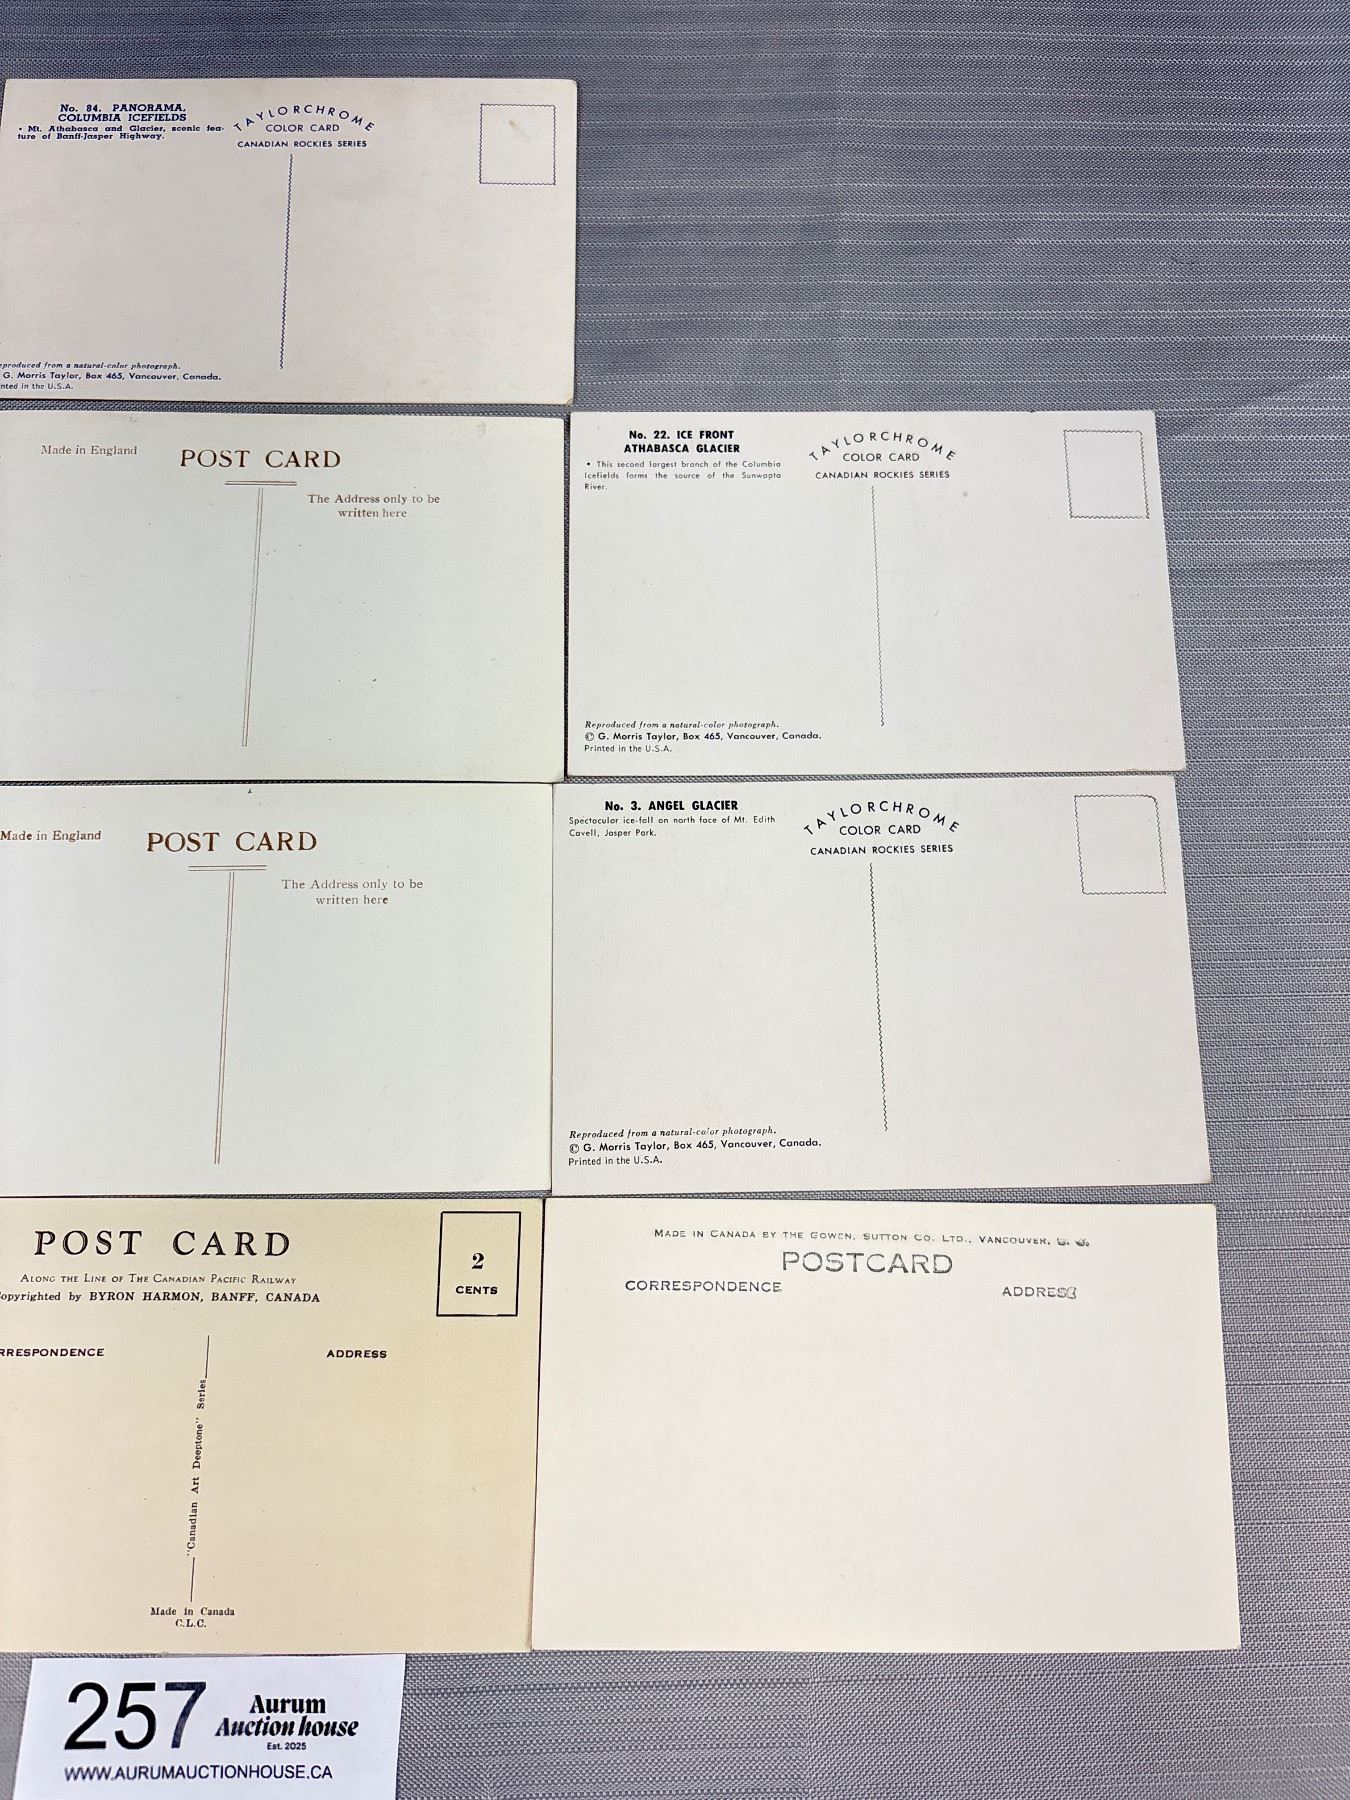 No. 84. PANORAMA,
COLUMBIA ICEFIELDS
• Mt. Athabasca and Glacier, scenic fea-
ture of Banff-Jasper Highway.
TAYLORCHROME
COLOR CARD
CANADIAN ROCKIES SERIES
eproduced from a natural-color photograph.
G. Morris Taylor, Box 465, Vancouver, Canada.
nted in the U.S.A.
Made in England
POST CARD
The Address only to be
written here
No. 22. ICE FRONT
ATHABASCA GLACIER
• This second largest branch of the Columbia
Icefields forms the source of the Sunwapta
River.
TAYLORCHROME
COLOR CARD
CANADIAN ROCKIES SERIES
Reproduced from a natural-color photograph.
© G. Morris Taylor, Box 465, Vancouver, Canada.
Printed in the U.S.A.
Made in England
POST CARD
The Address only to be
written here
No. 3. ANGEL GLACIER
Spectacular ice-fall on north face of Mt. Edith
Cavell, Jasper Park.
TAYLORCHROME
COLOR CARD
CANADIAN ROCKIES SERIES
Reproduced from a natural-color photograph.
© G. Morris Taylor, Box 465, Vancouver, Canada.
Printed in the U.S.A.
POST CARD
ALONG THE LINE OF THE CANADIAN PACIFIC RAILWAY
opyrighted by BYRON HARMON, BANFF, CANADA
2
CENTS
RRESPONDENCE
ADDRESS
"Canadian Art Deeptone" Series
Made in Canada
C.L.C.
MADE IN CANADA BY THE GOWEN, SUTTON CO. LTD., VANCOUVER,
POSTCARD
CORRESPONDENCE
ADDRESS
257
Aurum
Auction house
Est. 2025
WWW.AURUMAUCTIONHOUSE.CA